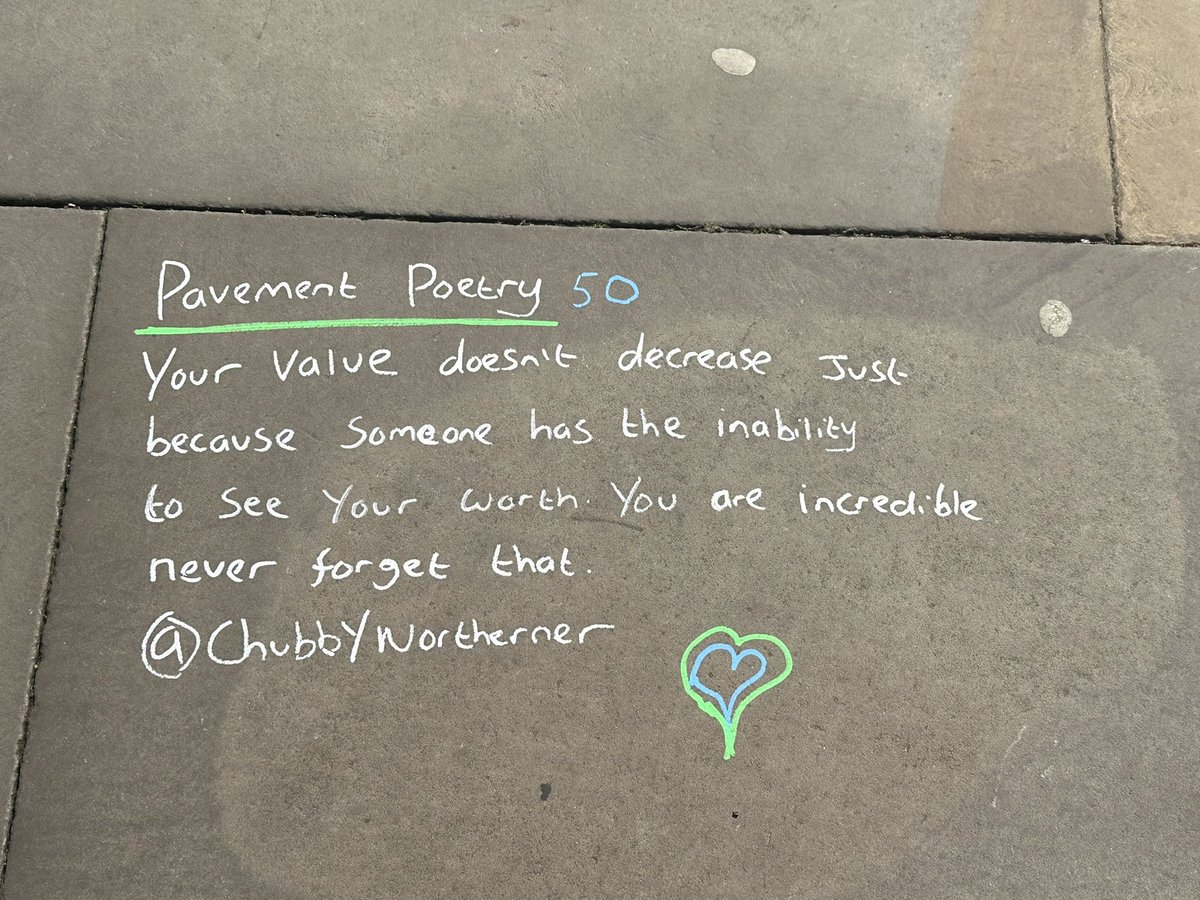 Pavement Poetry 50
Your Value doesn't decrease Just
because Someone has the inability
to See Your worth. You are incredible
never forget that.
@ChubbYNortherner